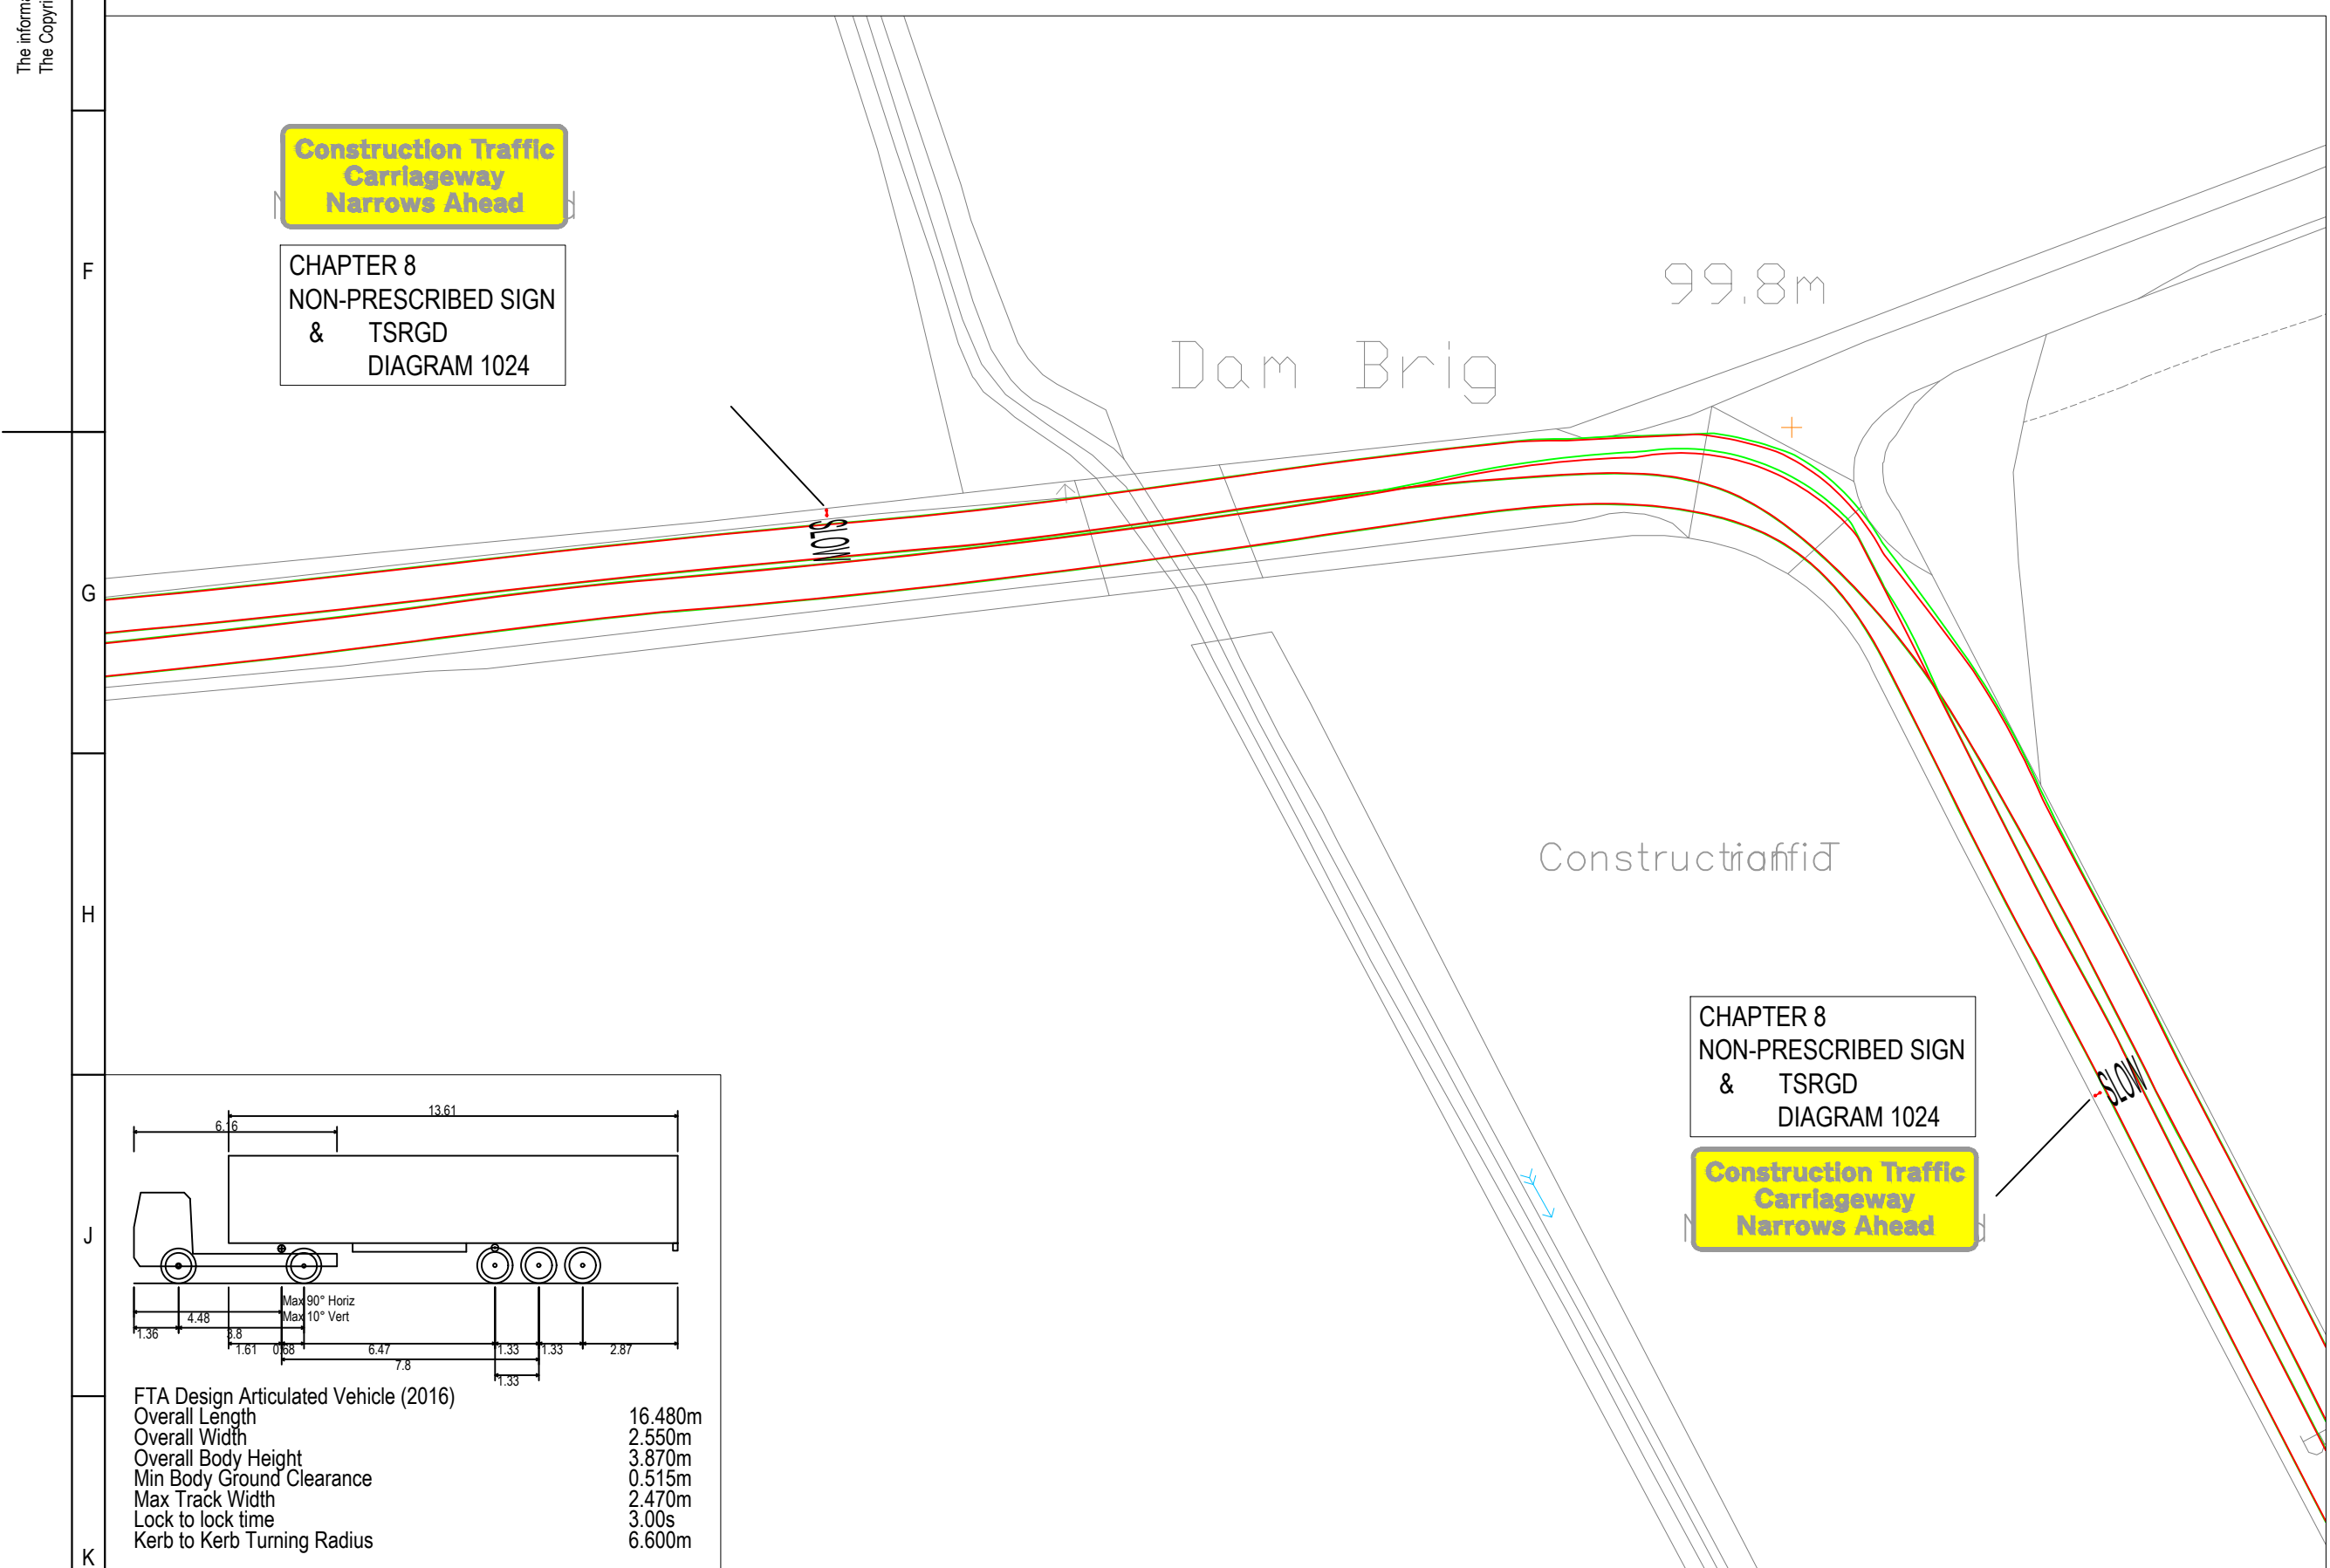 The informa
The Copyri
F
G
H
J
K
Construction Traffic
Carriageway
Narrows Ahead
CHAPTER 8
NON-PRESCRIBED SIGN
& TSRGD
DIAGRAM 1024
99.8m
Dam Brig
SLOW
CHAPTER 8
NON-PRESCRIBED SIGN
& TSRGD
DIAGRAM 1024
SLOW
Construction Traffic
Carriageway
Narrows Ahead
13.61
6.16
Max 90° Horiz
Max 10° Vert
4.48
1.36
3.8
1.61 0.68 6.47 1.33 1.33 2.87
7.8
1.33
FTA Design Articulated Vehicle (2016)
Overall Length 16.480m
Overall Width 2.550m
Overall Body Height 3.870m
Min Body Ground Clearance 0.515m
Max Track Width 2.470m
Lock to lock time 3.00s
Kerb to Kerb Turning Radius 6.600m